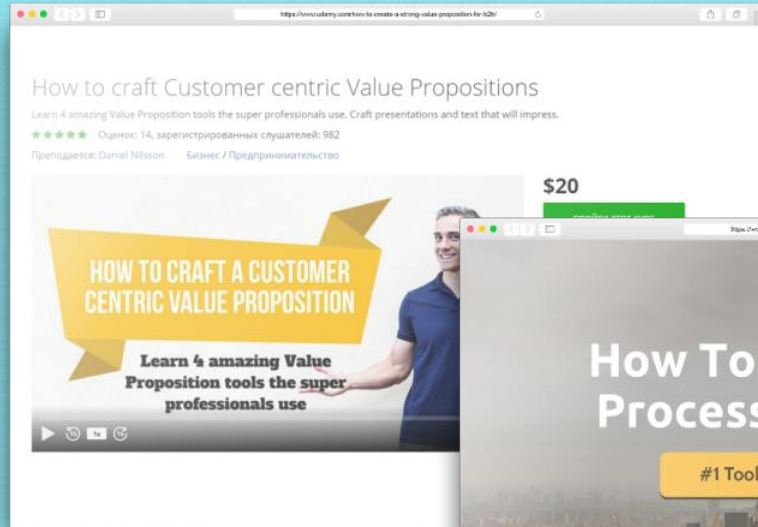 https://www.udemy.com/how-to-create-a-strong-value-proposition-for-b2b/
How to craft Customer centric Value Propositions
Learn 4 amazing Value Proposition tools the super professionals use. Craft presentations and text that will impress.
Оценок: 14, зарегистрированных слушателей: 982
Преподается: Daniel Nilsson Бизнес / Предпринимательство
$20
HOW TO CRAFT A CUSTOMER
CENTRIC VALUE PROPOSITION
Learn 4 amazing Value
Proposition tools the super
professionals use
15 1x 15
How To
Process
#1 Tool